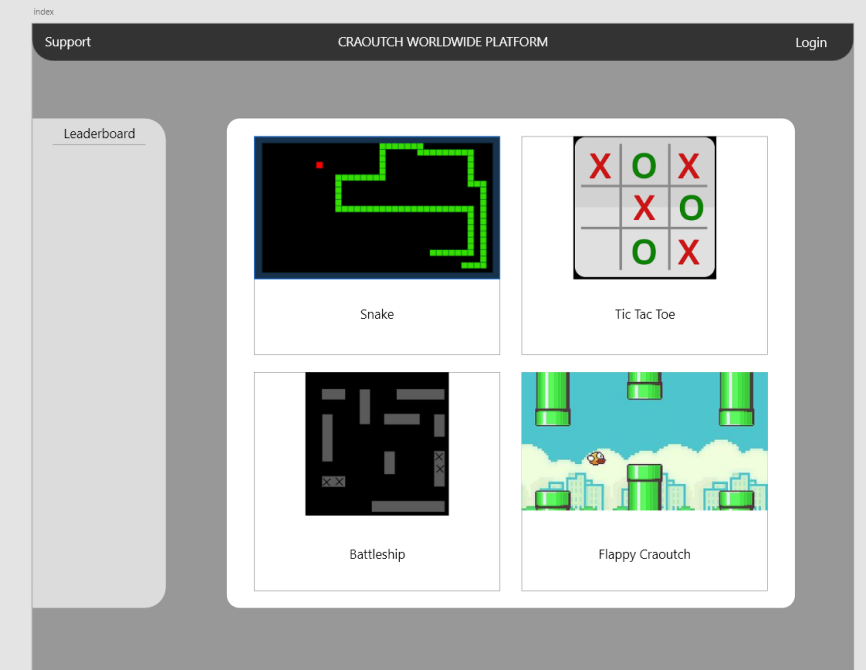 index
Support
CRAOUTCH WORLDWIDE PLATFORM
Login
Leaderboard
X O X
X O
O X
Snake
Tic Tac Toe
X
X
X X
Battleship
Flappy Craoutch